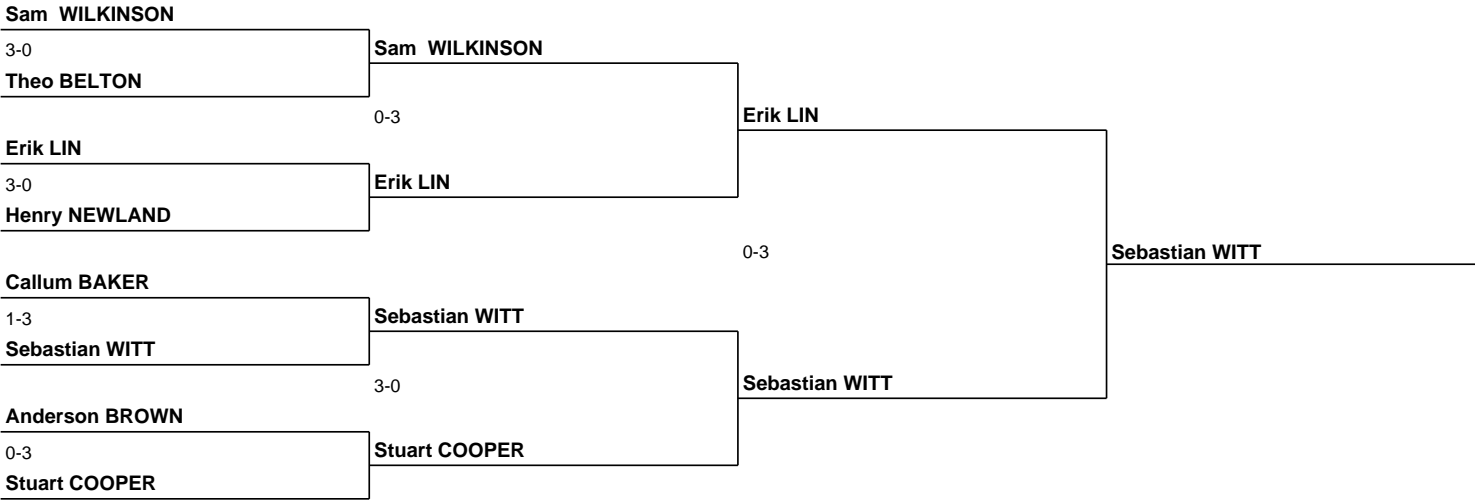 Sam  WILKINSON
3-0
Sam  WILKINSON
Theo BELTON
0-3
Erik LIN
Erik LIN
3-0
Erik LIN
Henry NEWLAND
0-3
Sebastian WITT
Callum BAKER
1-3
Sebastian WITT
Sebastian WITT
3-0
Sebastian WITT
Anderson BROWN
0-3
Stuart COOPER
Stuart COOPER